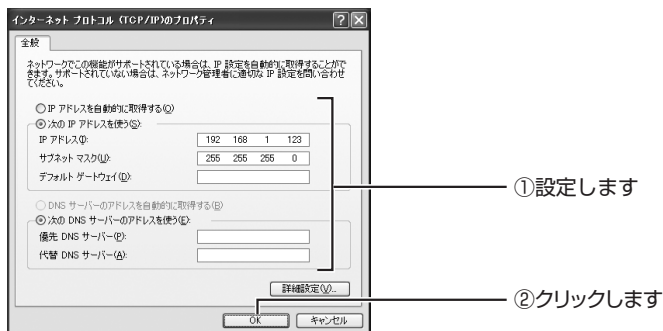 インターネット プロトコル (TCP/IP)のプロパティ
全般
ネットワークでこの機能がサポートされている場合は、IP 設定を自動的に取得することがで
きます。サポートされていない場合は、ネットワーク管理者に適切な IP 設定を問い合わせ
てください。
IP アドレスを自動的に取得する(O)
次の IP アドレスを使う(S):
IP アドレス(I): 192 168 1 123
サブネット マスク(U): 255 255 255 0
デフォルト ゲートウェイ(D):
①設定します
DNS サーバーのアドレスを自動的に取得する(B)
次の DNS サーバーのアドレスを使う(E):
優先 DNS サーバー(P):
代替 DNS サーバー(A):
詳細設定(V)...
②クリックします
OK キャンセル